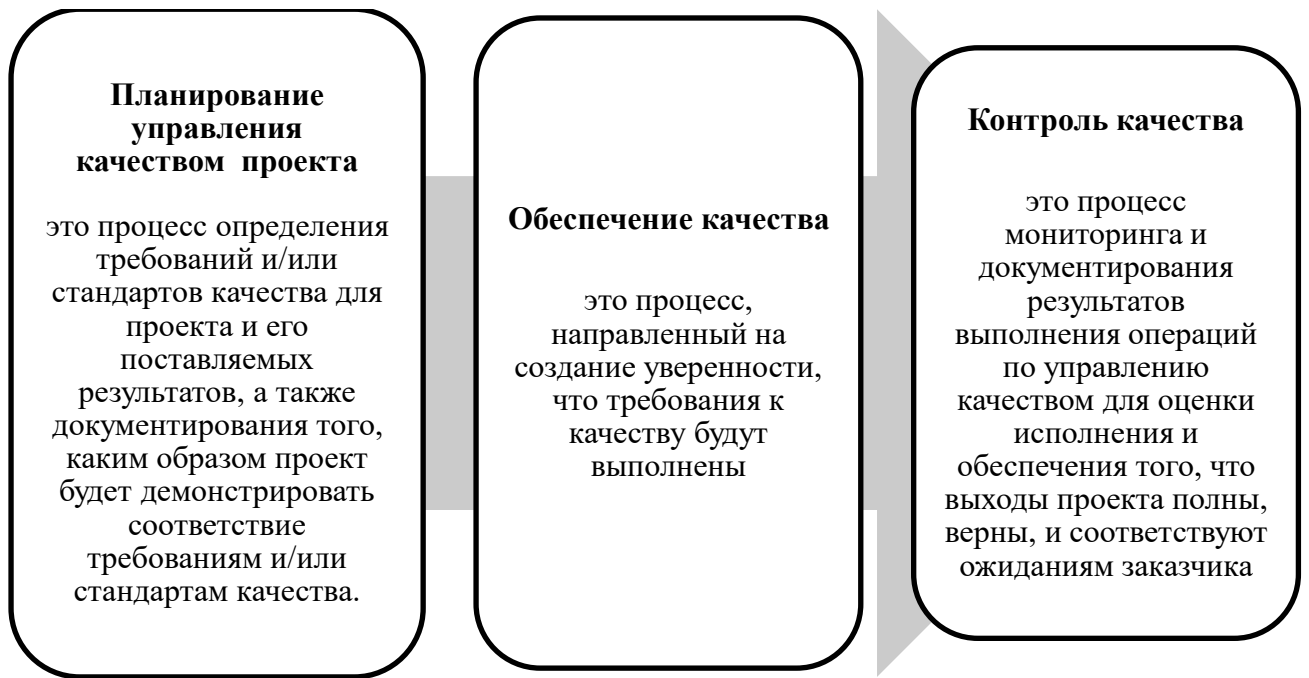 Планирование
управления
качеством проекта
это процесс определения
требований и/или
стандартов качества для
проекта и его
поставляемых
результатов, а также
документирования того,
каким образом проект
будет демонстрировать
соответствие
требованиям и/или
стандартам качества.
Обеспечение качества
это процесс,
направленный на
создание уверенности,
что требования к
качеству будут
выполнены
Контроль качества
это процесс
мониторинга и
документирования
результатов
выполнения операций
по управлению
качеством для оценки
исполнения и
обеспечения того, что
выходы проекта полны,
верны, и соответствуют
ожиданиям заказчика